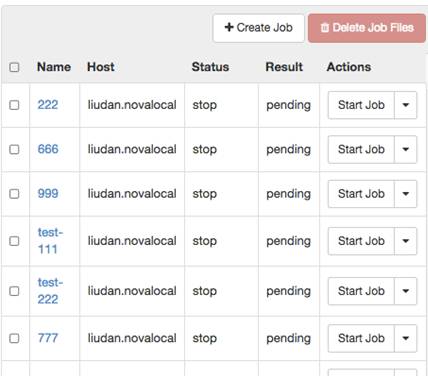 + Create Job Delete Job Files
Name Host Status Result Actions
222 liudan.novalocal stop pending Start Job
666 liudan.novalocal stop pending Start Job
999 liudan.novalocal stop pending Start Job
test-
111 liudan.novalocal stop pending Start Job
test-
222 liudan.novalocal stop pending Start Job
777 liudan.novalocal stop pending Start Job